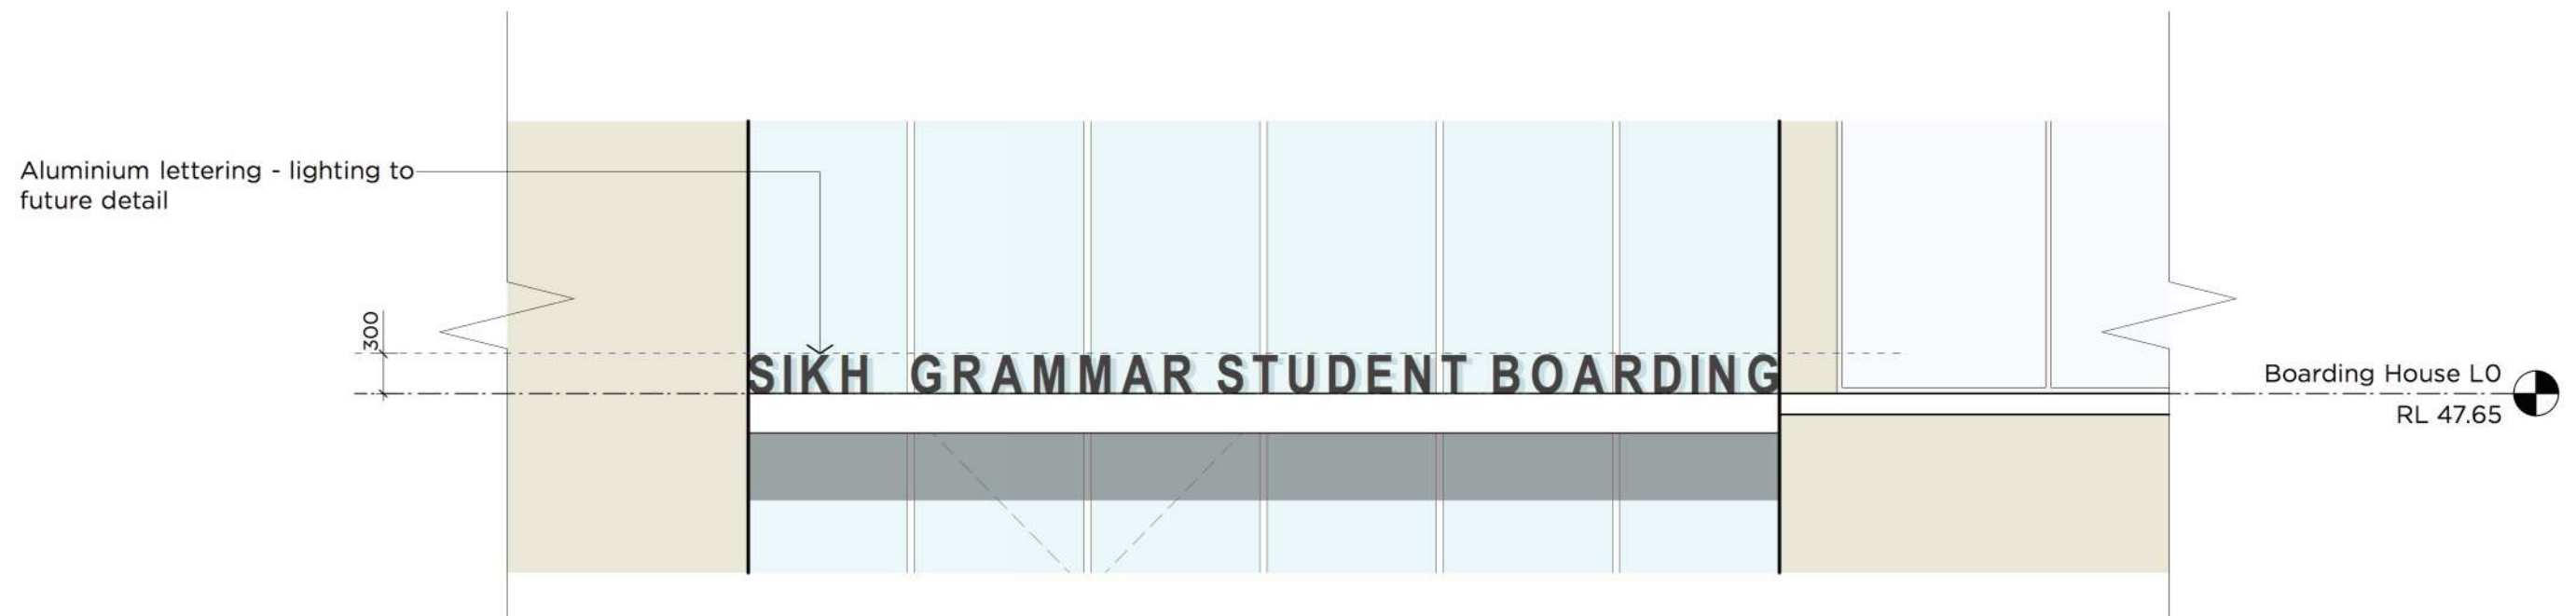 Aluminium lettering - lighting to
future detail
300
SIKH GRAMMAR STUDENT BOARDING
Boarding House L0
RL 47.65